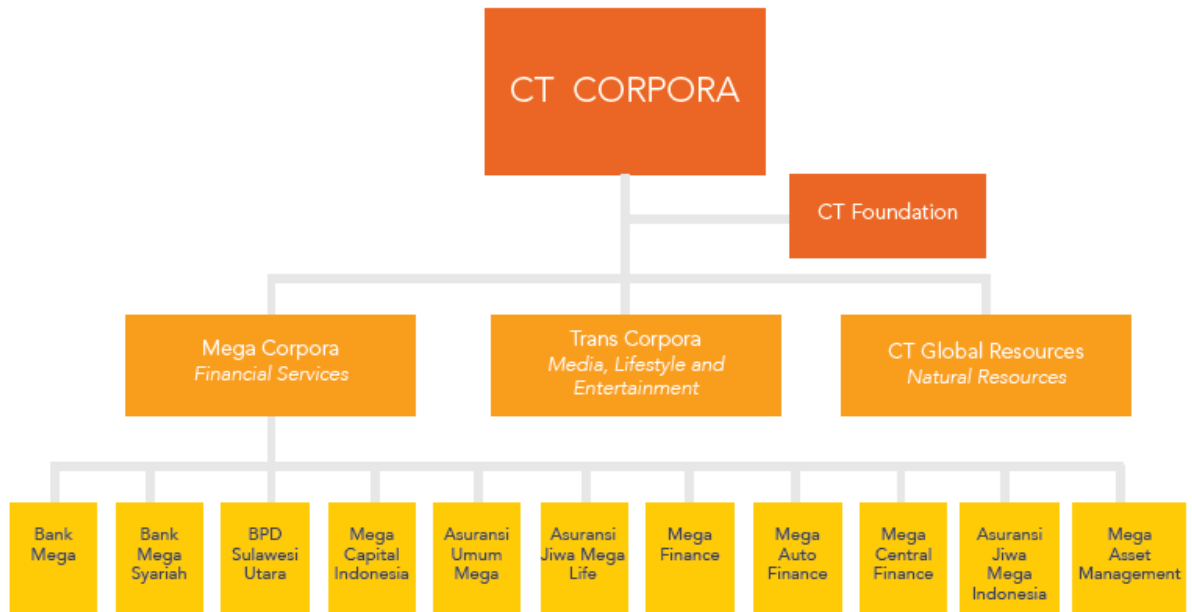 CT CORPORA
CT Foundation
Mega Corpora
Financial Services
Trans Corpora
Media, Lifestyle and
Entertainment
CT Global Resources
Natural Resources
Bank
Mega
Bank
Mega
Syariah
BPD
Sulawesi
Utara
Mega
Capital
Indonesia
Asuransi
Umum
Mega
Asuransi
Jiwa Mega
Life
Mega
Finance
Mega
Auto
Finance
Mega
Central
Finance
Asuransi
Jiwa
Mega
Indonesia
Mega
Asset
Management